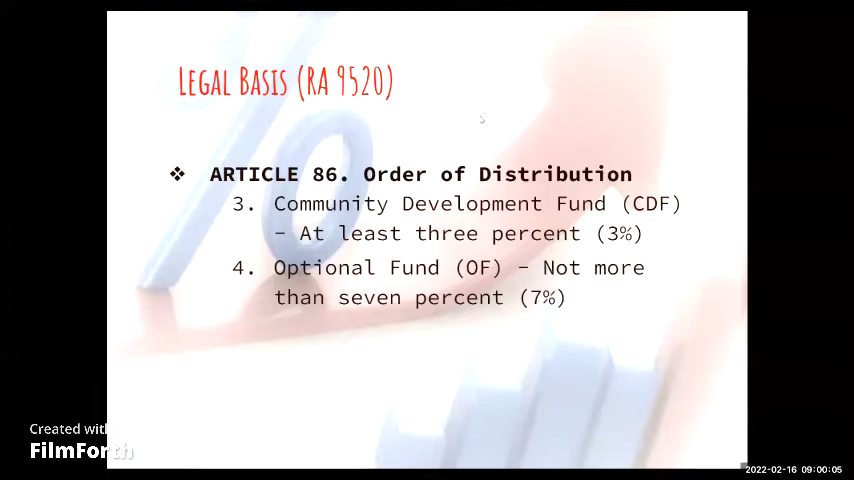 Legal Basis (RA 9520)
❖ ARTICLE 86. Order of Distribution
3. Community Development Fund (CDF)
– At least three percent (3%)
4. Optional Fund (OF) – Not more
than seven percent (7%)
Created with
FilmForth
2022-02-16 09:00:05